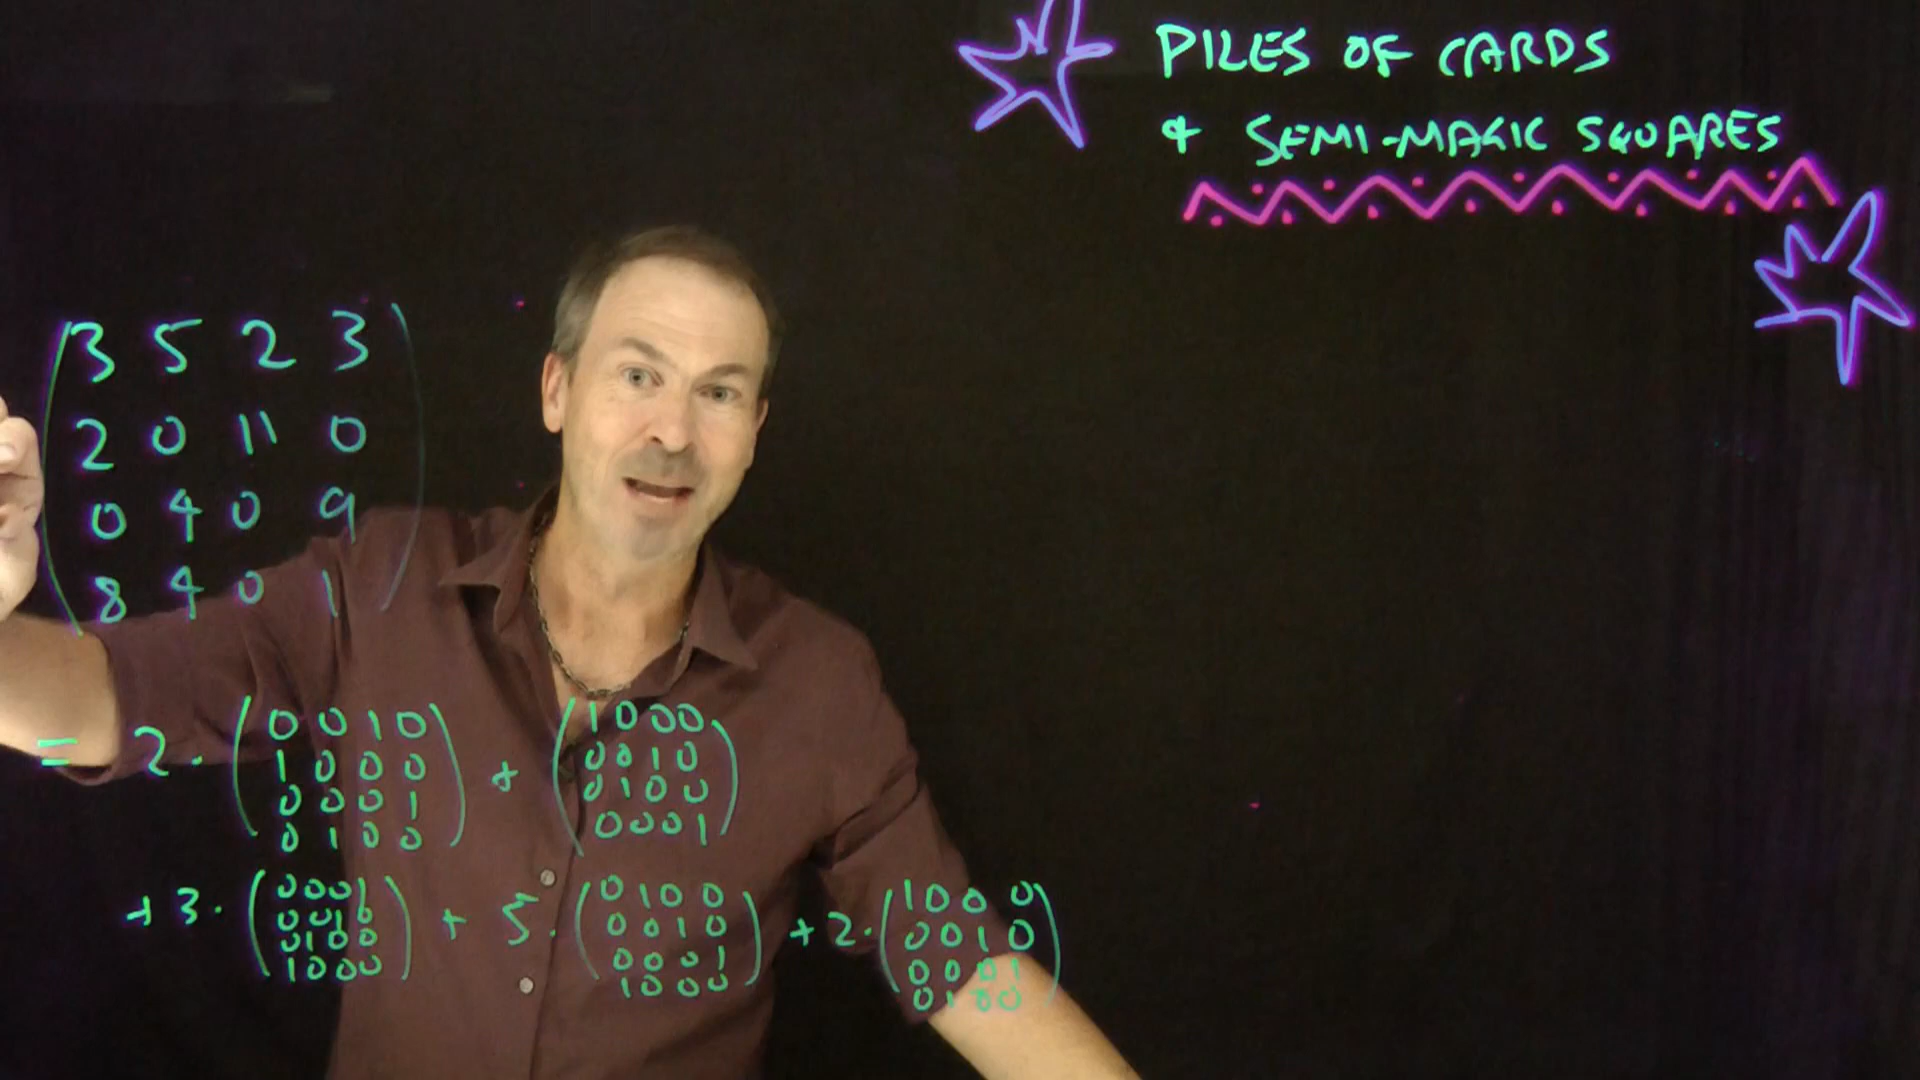 PILES OF CARDS
& SEMI-MAGIC SQUARES
3 5 2 3
2 0 11 0
0 4 0 9
8 4 0 1
= 2 · (0 0 1 0 + (1 0 0 0
1 0 0 0 0 0 1 0
0 0 0 1 0 1 0 0
0 1 0 0) 0 0 0 1)
+ 3 · (0 0 0 1 + 5 · (0 1 0 0 + 2 · (1 0 0 0
0 0 1 0 0 0 1 0 0 0 1 0
0 1 0 0 0 0 0 1 0 0 0 1
1 0 0 0) 1 0 0 0) 0 1 0 0)